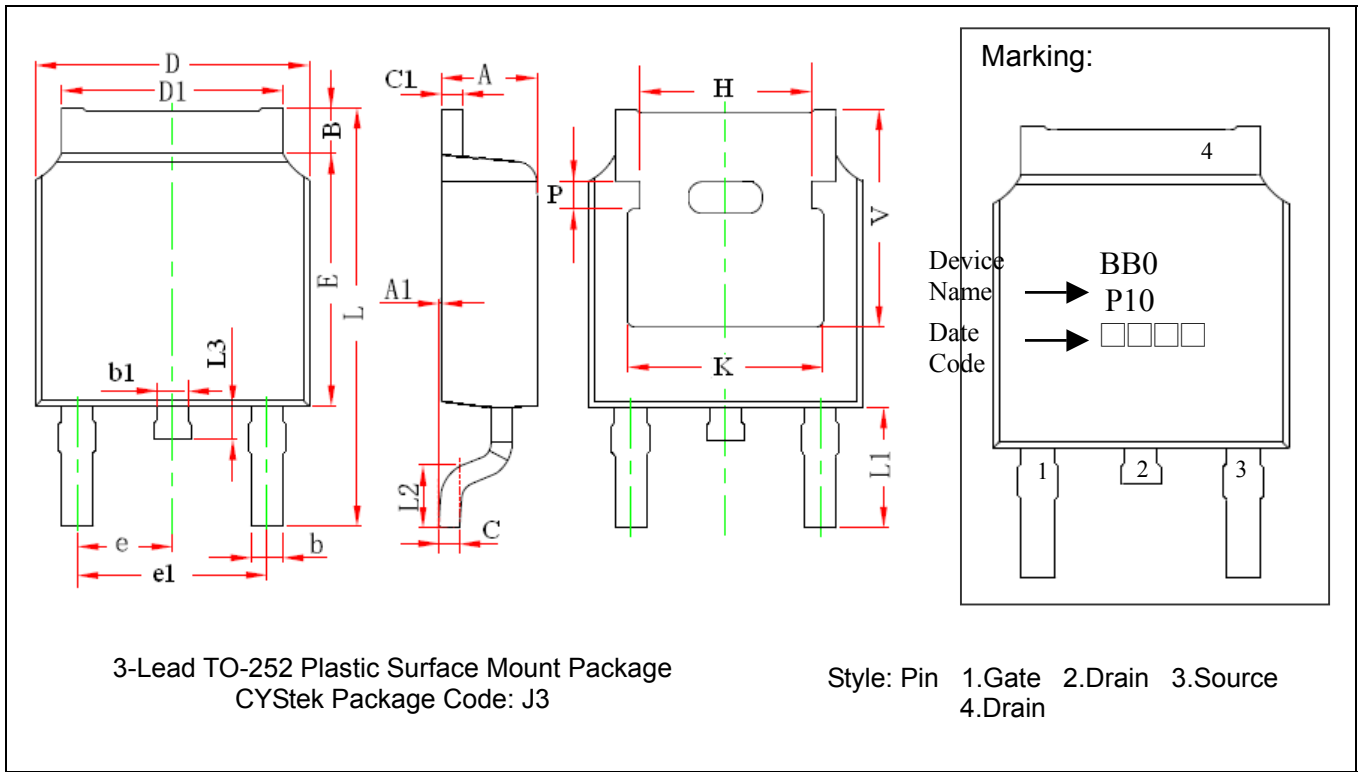 D
D1
B
E
L
L3
b1
e
e1
b
C1
A
A1
L2
C
H
P
V
K
L1
Marking:
4
Device
Name
BB0
P10
Date
Code
□□□□
1
2
3
3-Lead TO-252 Plastic Surface Mount Package
CYStek Package Code: J3
Style: Pin 1.Gate 2.Drain 3.Source
4.Drain